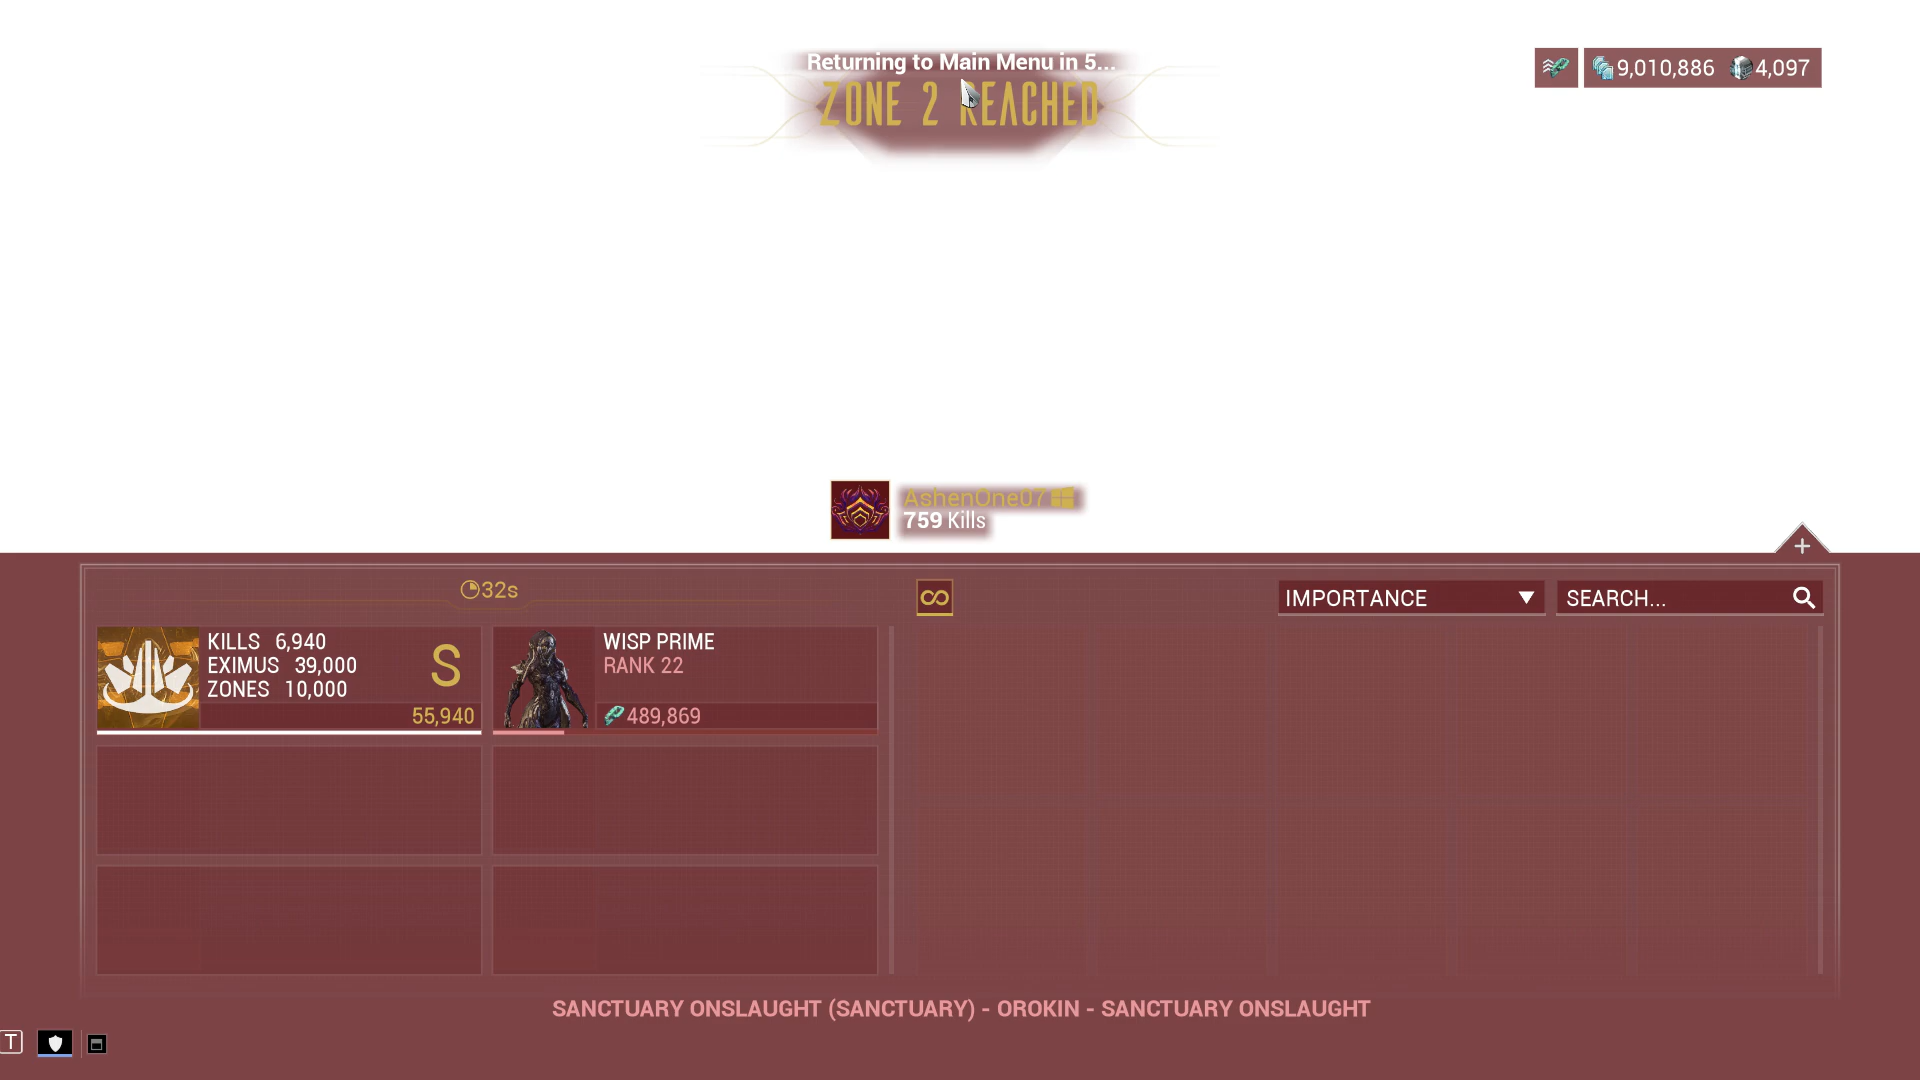 Returning to Main Menu in 5...
ZONE 2 REACHED
9,010,886
4,097
AshenOne07
759 Kills
32s
IMPORTANCE
SEARCH...
KILLS 6,940
EXIMUS 39,000
ZONES 10,000
S
55,940
WISP PRIME
RANK 22
489,869
SANCTUARY ONSLAUGHT (SANCTUARY) - OROKIN - SANCTUARY ONSLAUGHT
T